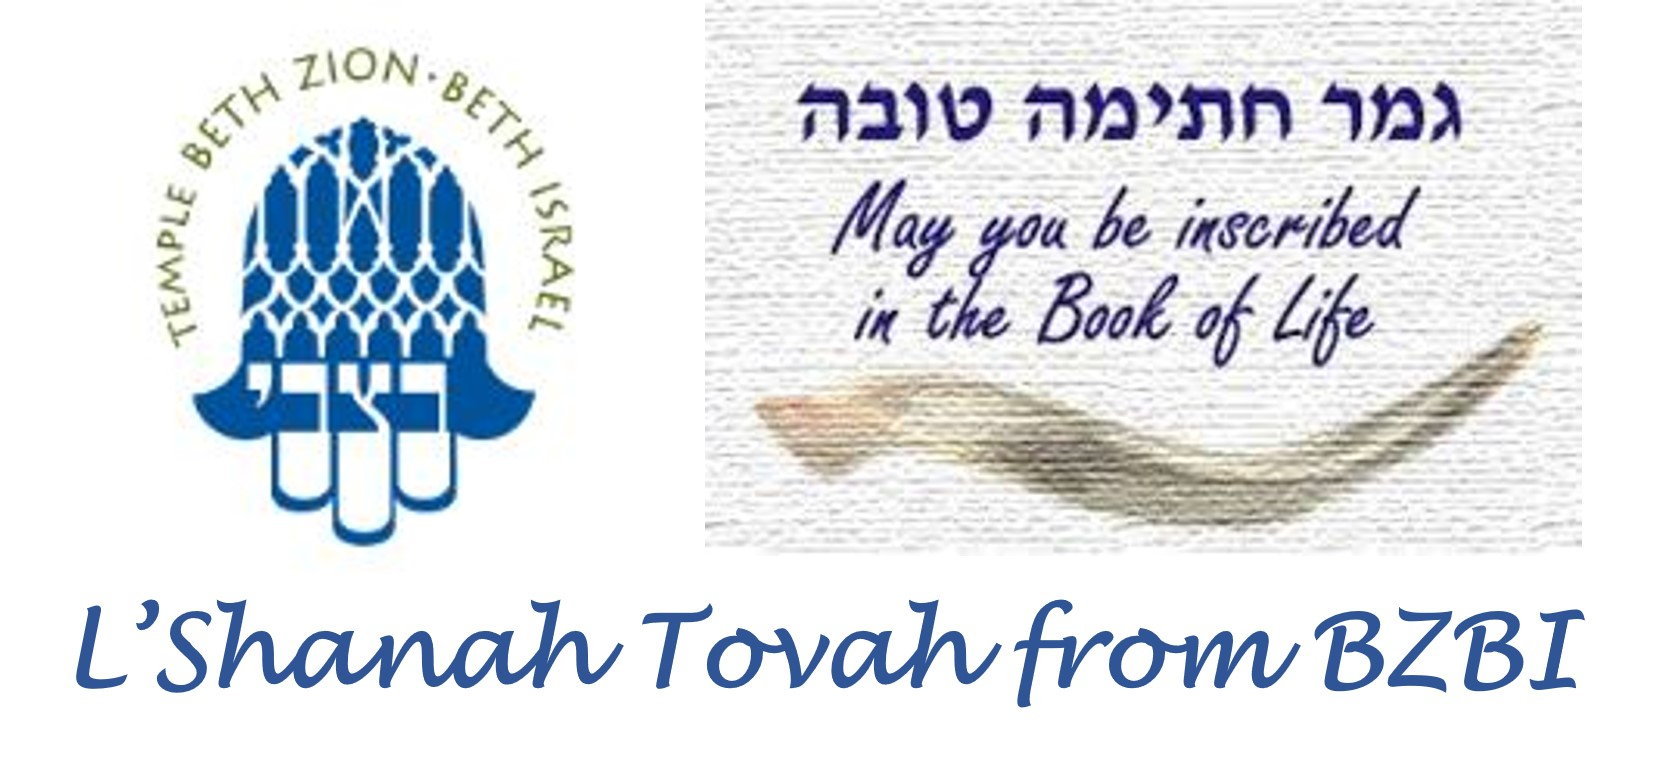 TEMPLE BETH ZION · BETH ISRAEL
גמר חתימה טובה
May you be inscribed
in the Book of Life
L'Shanah Tovah from BZBI